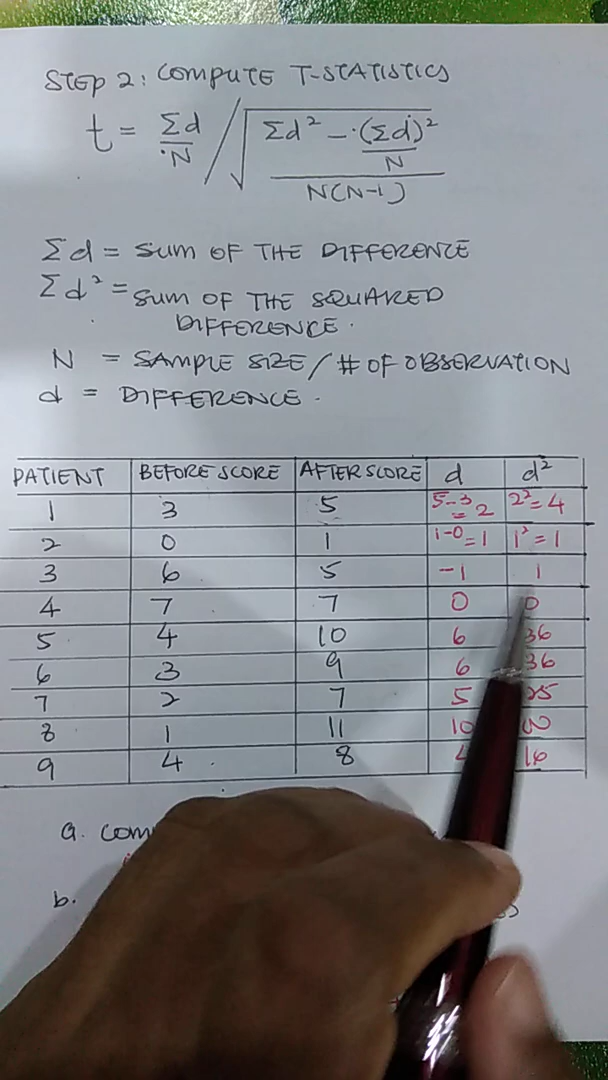 STEP 2: COMPUTE T-STATISTICS
t = Σd / N / √ Σd² - (Σd)² / N
N(N-1)
Σd = SUM OF THE DIFFERENCE
Σd² = SUM OF THE SQUARED
DIFFERENCE.
N = SAMPLE SIZE / # OF OBSERVATION
d = DIFFERENCE.
PATIENT BEFORE SCORE AFTER SCORE d d²
1 3 5 5-3=2 2²=4
2 0 1 1-0=1 1²=1
3 6 5 -1 1
4 7 7 0 0
5 4 10 6 36
6 3 9 6 36
7 2 7 5 25
8 1 11 10
9 4 8 16
a.
b.